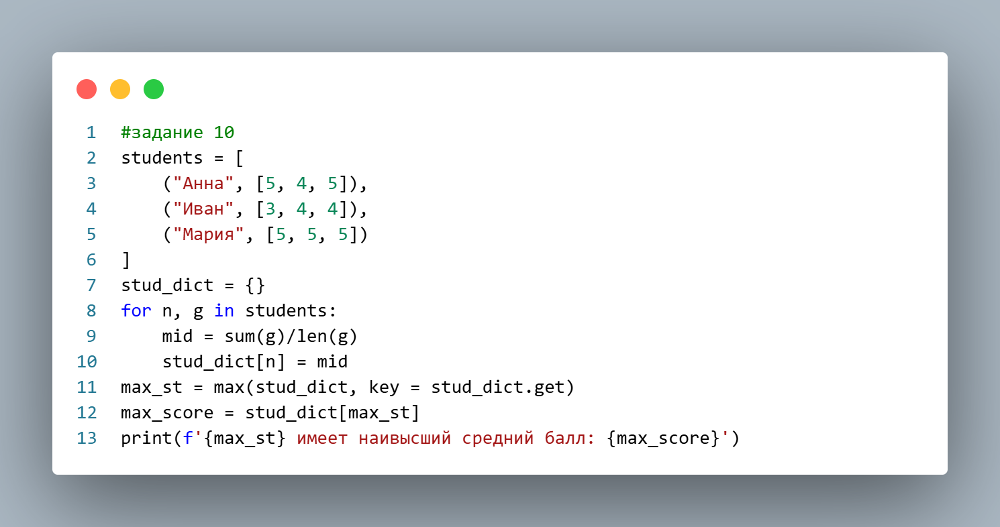 1 #задание 10
2 students = [
3     ("Анна", [5, 4, 5]),
4     ("Иван", [3, 4, 4]),
5     ("Мария", [5, 5, 5])
6 ]
7 stud_dict = {}
8 for n, g in students:
9     mid = sum(g)/len(g)
10     stud_dict[n] = mid
11 max_st = max(stud_dict, key = stud_dict.get)
12 max_score = stud_dict[max_st]
13 print(f'{max_st} имеет наивысший средний балл: {max_score}')